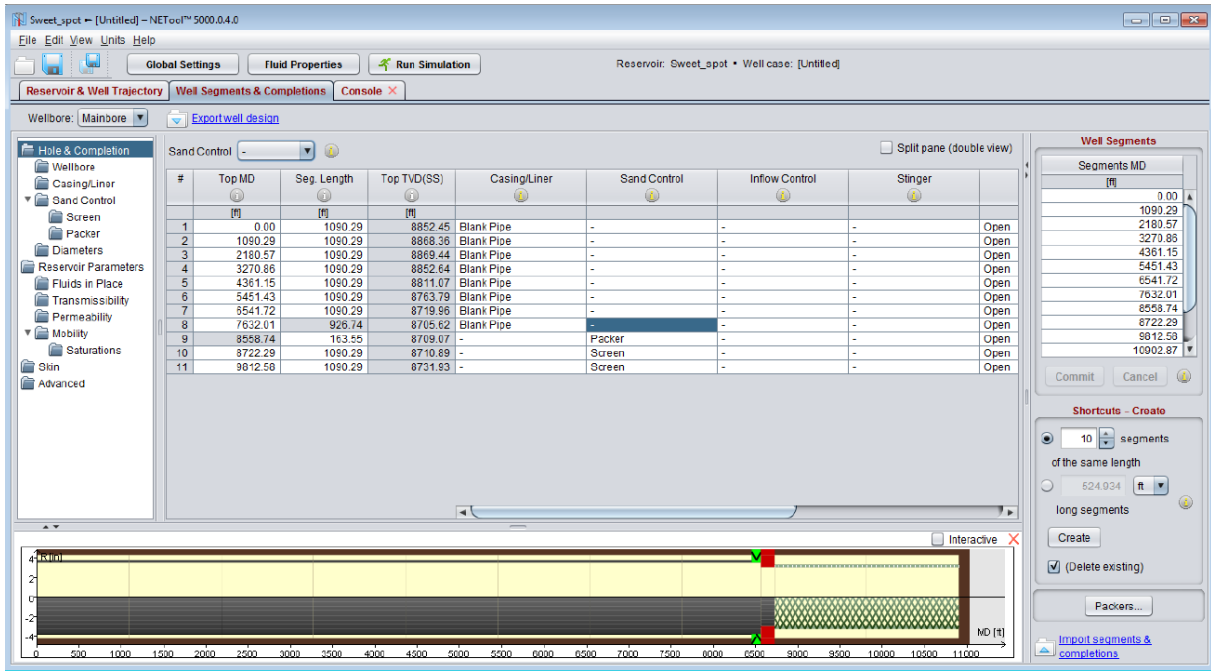 Sweet_spot - [Untitled] – NETool™ 5000.0.4.0
File Edit View Units Help
Global Settings Fluid Properties Run Simulation Reservoir: Sweet_spot • Well case: [Untitled]
Reservoir & Well Trajectory Well Segments & Completions Console
Wellbore: Mainbore Export well design
Hole & Completion
Wellbore
Casing/Liner
Sand Control
Screen
Packer
Diameters
Reservoir Parameters
Fluids in Place
Transmissibility
Permeability
Mobility
Saturations
Skin
Advanced
Sand Control - Split pane (double view)
# Top MD Seg. Length Top TVD(SS) Casing/Liner Sand Control Inflow Control Stinger
[ft] [ft] [ft]
1 0.00 1090.29 8852.45 Blank Pipe - - - Open
2 1090.29 1090.29 8868.36 Blank Pipe - - - Open
3 2180.57 1090.29 8869.44 Blank Pipe - - - Open
4 3270.86 1090.29 8852.64 Blank Pipe - - - Open
5 4361.15 1090.29 8811.07 Blank Pipe - - - Open
6 5451.43 1090.29 8763.79 Blank Pipe - - - Open
7 6541.72 1090.29 8719.96 Blank Pipe - - - Open
8 7632.01 926.74 8705.62 Blank Pipe - - - Open
9 8558.74 163.55 8709.07 - Packer - - Open
10 8722.29 1090.29 8710.89 - Screen - - Open
11 9812.58 1090.29 8731.93 - Screen - - Open
Well Segments
Segments MD
[ft]
0.00
1090.29
2180.57
3270.86
4361.15
5451.43
6541.72
7632.01
8558.74
8722.29
9812.58
10902.87
Commit Cancel
Shortcuts - Create
10 segments
of the same length
524.934 ft
long segments
Create
(Delete existing)
Packers...
Import segments &
completions
Interactive
R [in]
4
2
0
-2
-4
MD [ft]
0 500 1000 1500 2000 2500 3000 3500 4000 4500 5000 5500 6000 6500 7000 7500 8000 8500 9000 9500 10000 10500 11000